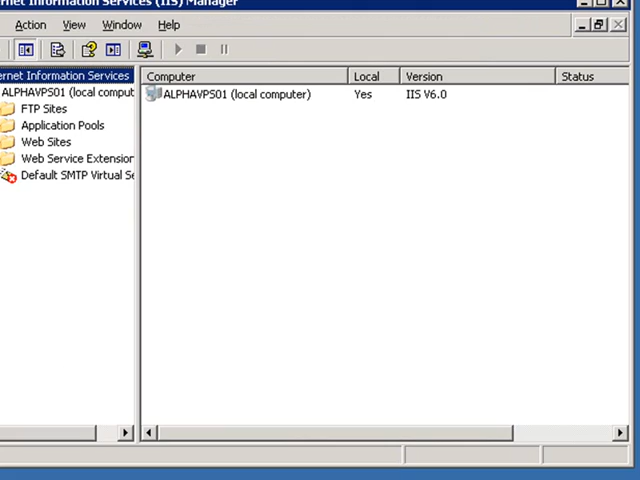 ernet Information Services (IIS) Manager
Action View Window Help
ernet Information Services
Computer Local Version Status
ALPHAVPS01 (local comput
ALPHAVPS01 (local computer) Yes IIS V6.0
FTP Sites
Application Pools
Web Sites
Web Service Extension
Default SMTP Virtual Se